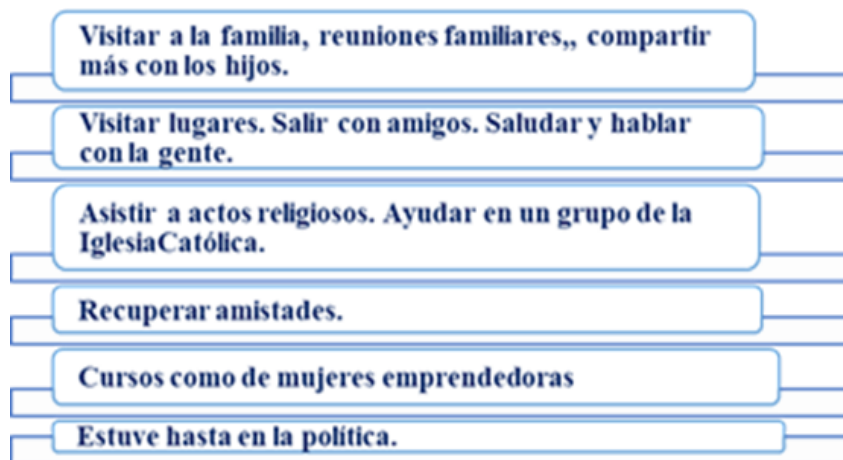 Visitar a la familia, reuniones familiares,, compartir
más con los hijos.
Visitar lugares. Salir con amigos. Saludar y hablar
con la gente.
Asistir a actos religiosos. Ayudar en un grupo de la
IglesiaCatólica.
Recuperar amistades.
Cursos como de mujeres emprendedoras
Estuve hasta en la política.